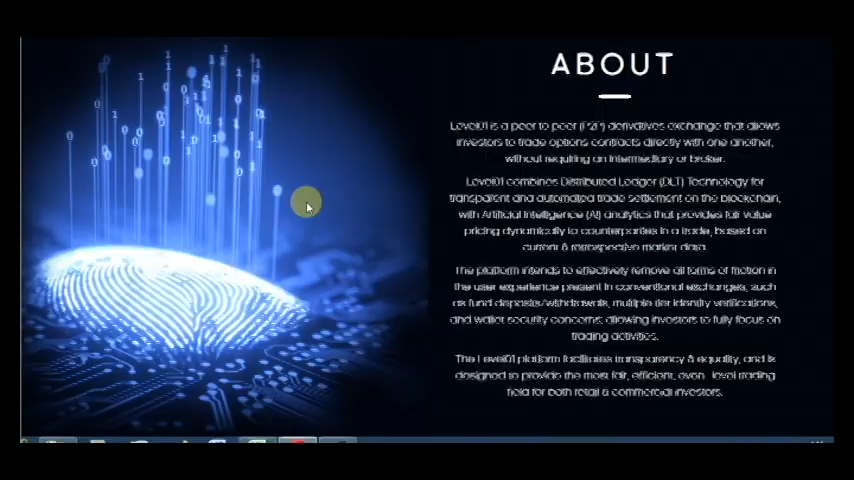 ABOUT
Level01 is a peer to peer (P2P) derivatives exchange that allows
investors to trade options contracts directly with one another,
without requiring an intermediary or broker.
Level01 combines Distributed Ledger (DLT) Technology for
transparent and automated trade settlement on the blockchain,
with Artificial Intelligence (AI) analytics that provides fair value
pricing dynamically to counterparties in a trade, based on
current & retrospective market data.
The platform intends to effectively remove all forms of friction in
the user experience present in conventional exchanges, such
as fund deposits/withdrawals, multiple tier identity verifications,
and wallet security concerns; allowing investors to fully focus on
trading activities.
The Level01 platform facilitates transparency & equality, and is
designed to provide the most fair, efficient, even - level trading
field for both retail & commercial investors.